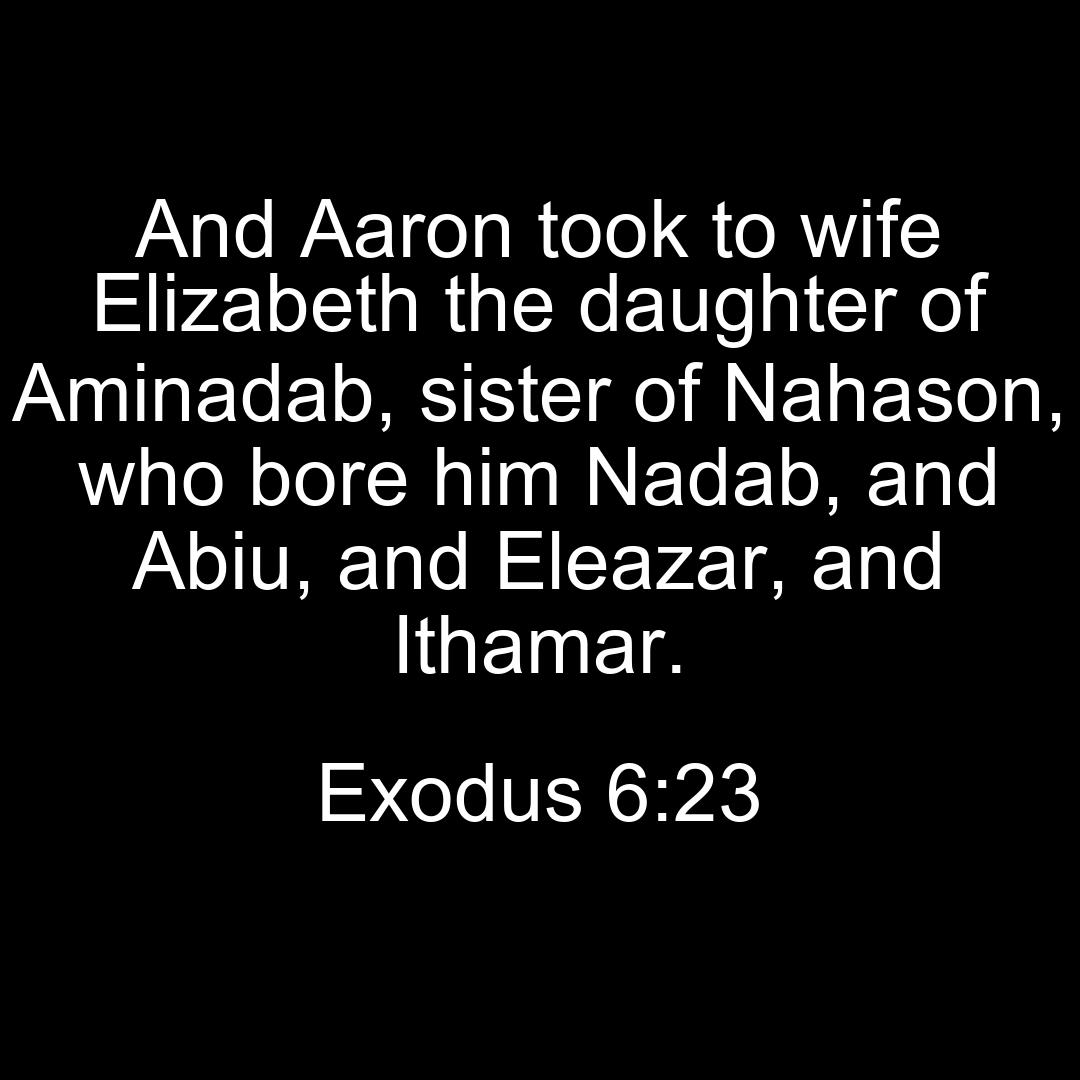 And Aaron took to wife
Elizabeth the daughter of
Aminadab, sister of Nahason,
who bore him Nadab, and
Abiu, and Eleazar, and
Ithamar.
Exodus 6:23